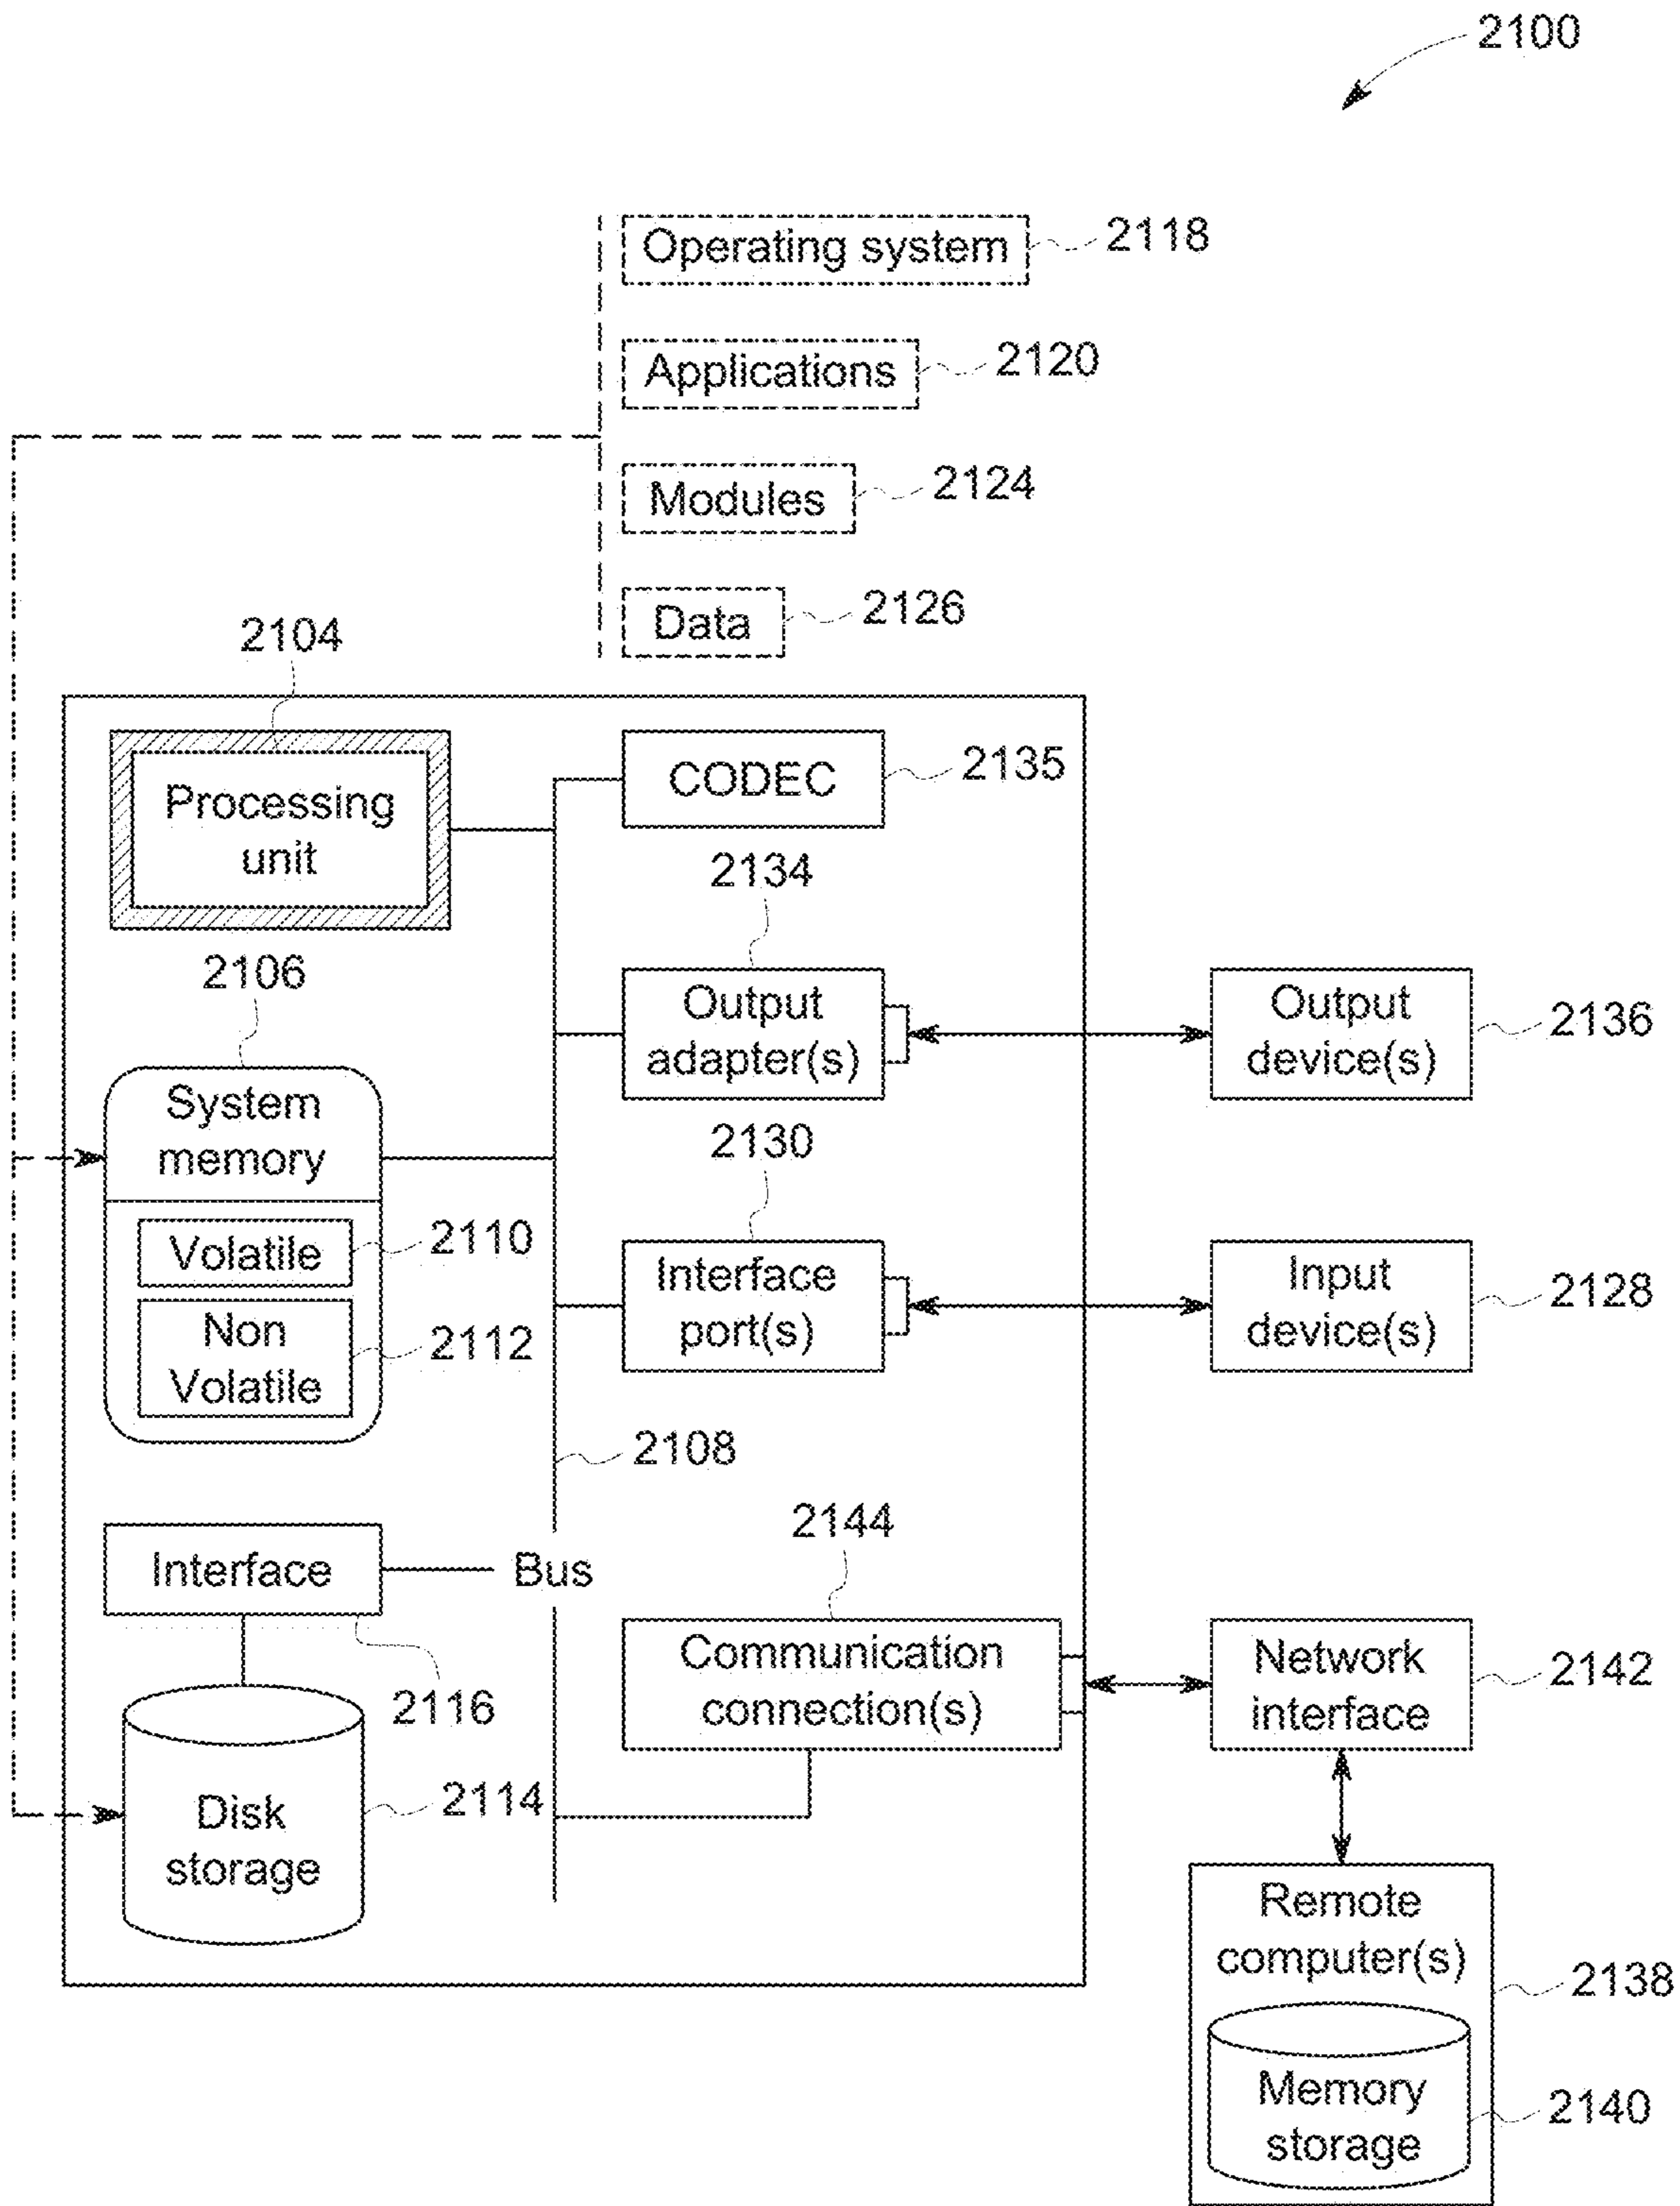 2100
Operating system
2118
Applications
2120
Modules
2124
Data
2126
2104
Processing
unit
CODEC
2135
2134
2106
Output
adapter(s)
Output
device(s)
2136
System
memory
2130
Volatile
2110
Interface
port(s)
Input
device(s)
2128
Non
Volatile
2112
2108
2144
Interface
Bus
Communication
connection(s)
Network
interface
2142
2116
Disk
storage
2114
Remote
computer(s)
2138
Memory
storage
2140